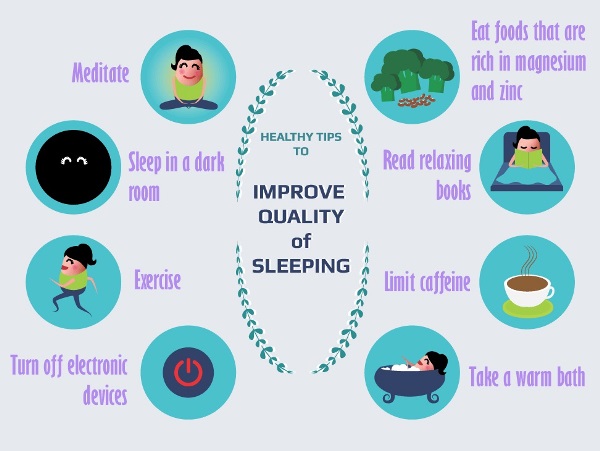 HEALTHY TIPS
TO
IMPROVE
QUALITY
of
SLEEPING
Meditate
Sleep in a dark
room
Exercise
Turn off electronic
devices
Eat foods that are
rich in magnesium
and zinc
Read relaxing
books
Limit caffeine
Take a warm bath